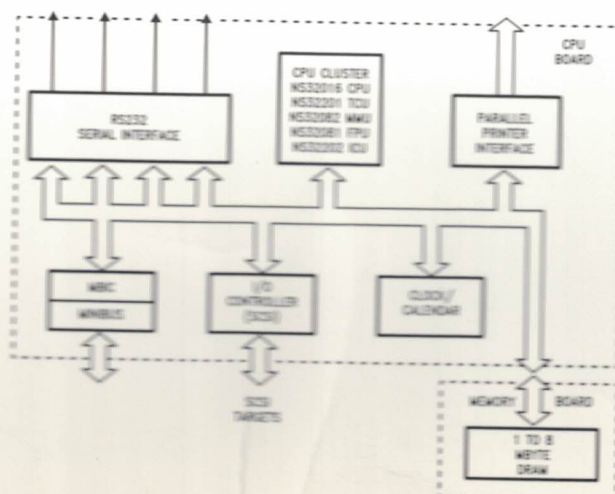 CPU
BOARD
CPU CLUSTER
NS32016 CPU
NS32201 TCU
NS32082 MMU
NS32081 FPU
NS32202 ICU
RS232
SERIAL INTERFACE
PARALLEL
PRINTER
INTERFACE
MBIC
MINIBUS
I/O
CONTROLLER
(SCSI)
CLOCK/
CALENDAR
SCSI
TARGETS
MEMORY BOARD
1 TO 8
MBYTE
DRAM